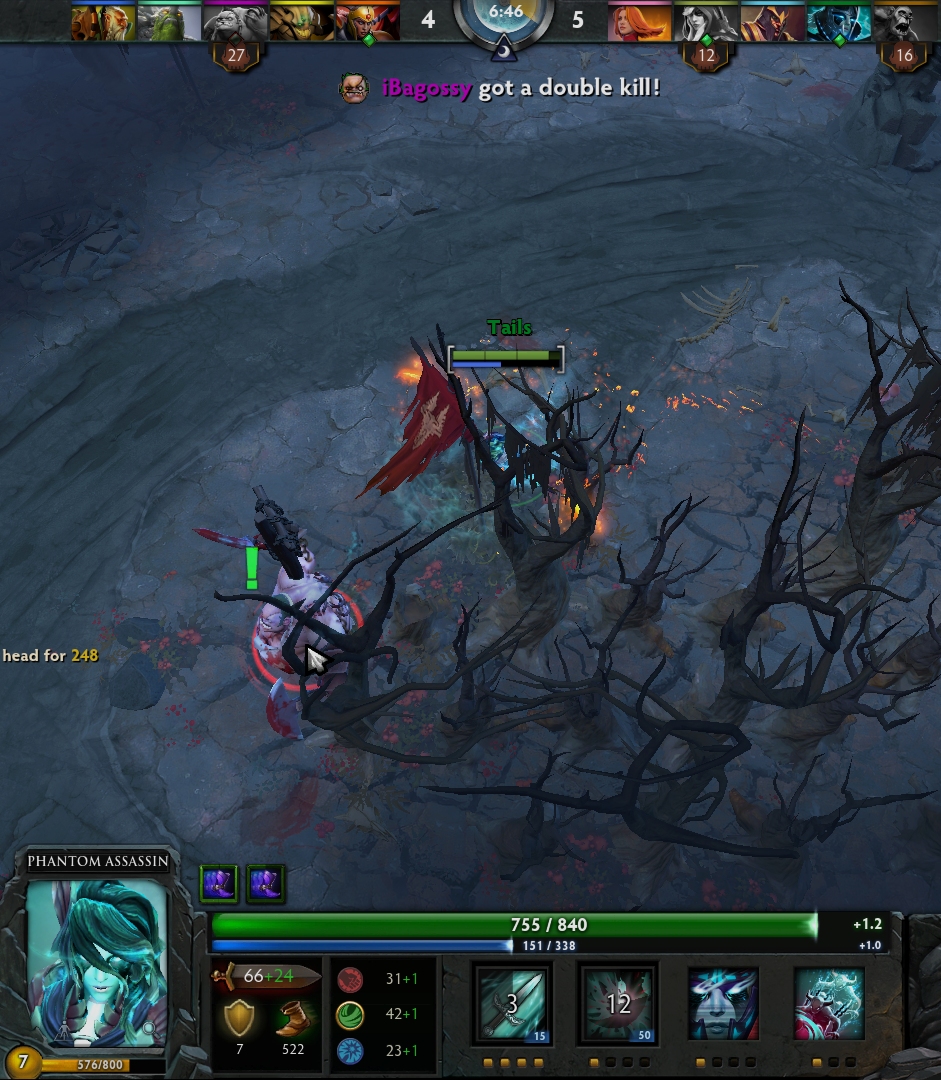 4 6:46 5
27 12 16
iBagossy got a double kill!
Tails
head for 248
PHANTOM ASSASSIN
755 / 840 +1.2
151 / 338 +1.0
66+24
31+1
42+1
23+1
7 522
3 15
12 50
7 576/800